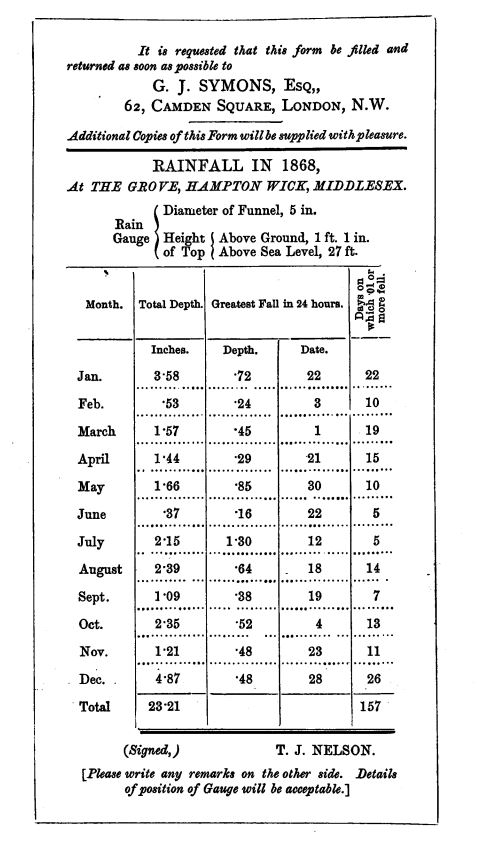 It is requested that this form be filled and
returned as soon as possible to
G. J. SYMONS, Esq.,
62, Camden Square, London, N.W.
Additional Copies of this Form will be supplied with pleasure.
RAINFALL IN 1868,
At THE GROVE, HAMPTON WICK, MIDDLESEX.
Rain Gauge { Diameter of Funnel, 5 in.
Height of Top { Above Ground, 1 ft. 1 in.
Above Sea Level, 27 ft.
Month. Total Depth. Greatest Fall in 24 hours. Days on which ·01 or more fell.
Inches. Depth. Date.
Jan. 3·58 ·72 22 22
Feb. ·53 ·24 3 10
March 1·57 ·45 1 19
April 1·44 ·29 21 15
May 1·66 ·85 30 10
June ·37 ·16 22 5
July 2·15 1·30 12 5
August 2·39 ·64 18 14
Sept. 1·09 ·38 19 7
Oct. 2·35 ·52 4 13
Nov. 1·21 ·48 23 11
Dec. 4·87 ·48 28 26
Total 23·21 157
(Signed,) T. J. NELSON.
[Please write any remarks on the other side. Details
of position of Gauge will be acceptable.]